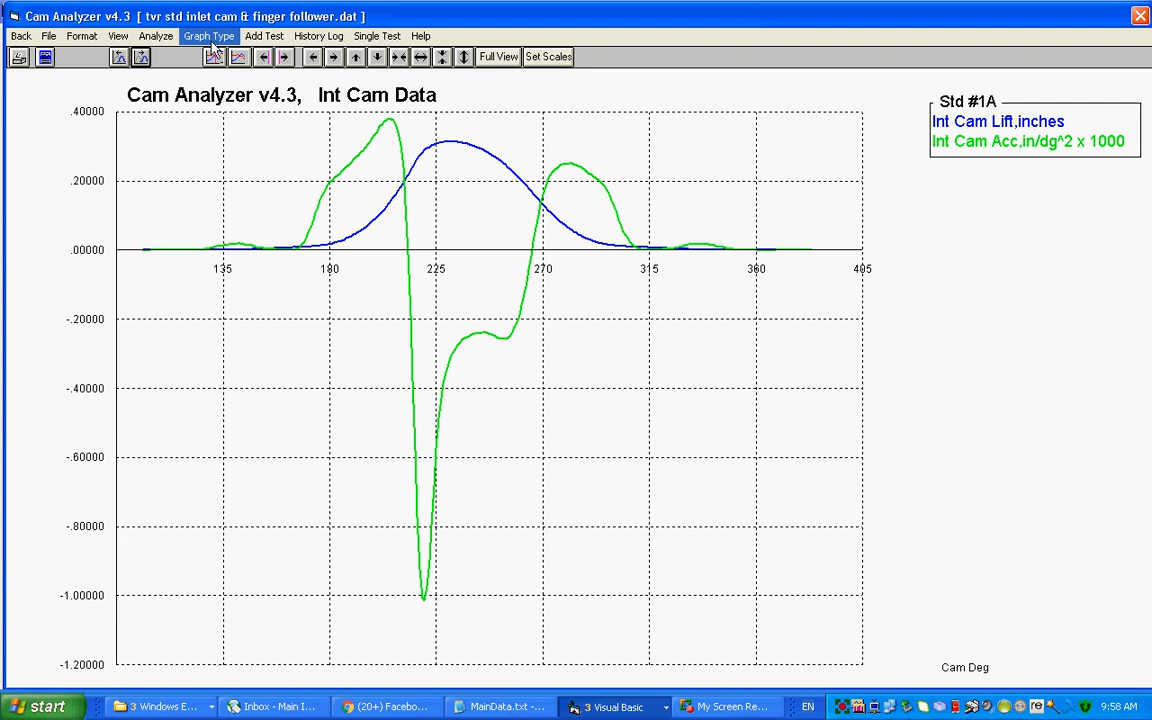 Cam Analyzer v4.3 [ tvr std inlet cam & finger follower.dat ]
Back File Format View Analyze Graph Type Add Test History Log Single Test Help
Full View Set Scales
Cam Analyzer v4.3, Int Cam Data
Std #1A
Int Cam Lift,inches
Int Cam Acc,in/dg^2 x 1000
.40000
.20000
.00000
135 180 225 270 315 360 405
-.20000
-.40000
-.60000
-.80000
-1.00000
-1.20000
Cam Deg
start 3 Windows E... Inbox - Main I... (20+) Facebo... MainData.txt -... 3 Visual Basic My Screen Re... EN re 9:58 AM